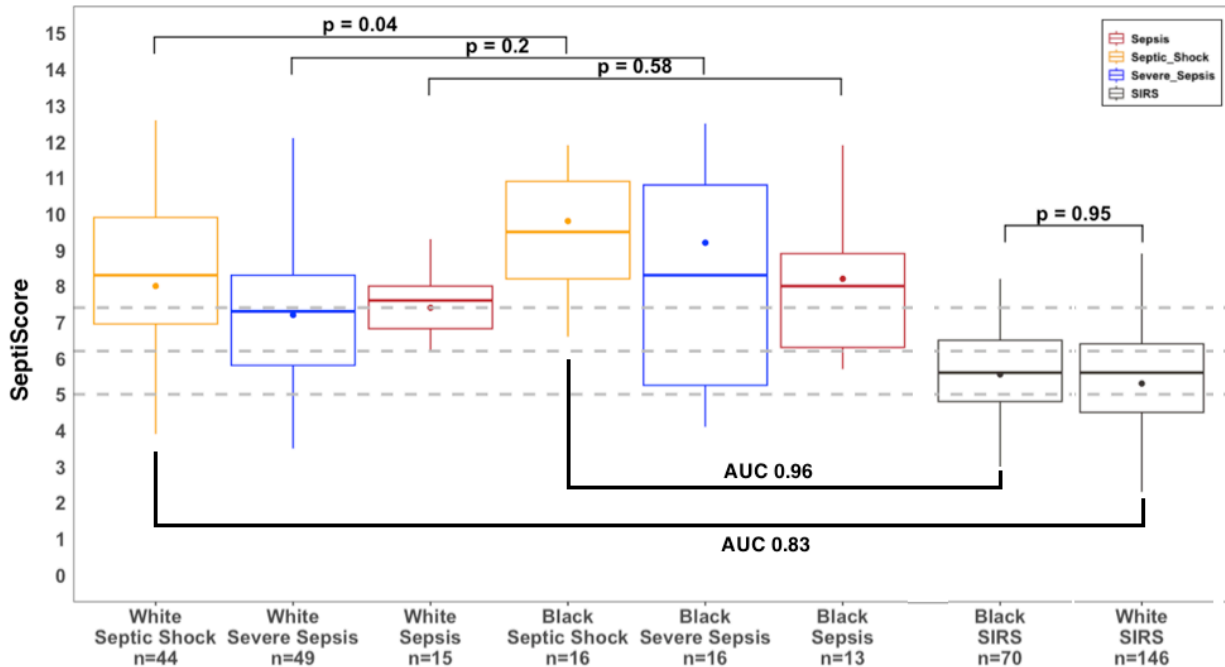 15
14
13
12
11
10
9
8
7
6
5
4
3
2
1
0
SeptiScore
p = 0.04
p = 0.2
p = 0.58
p = 0.95
Sepsis
Septic_Shock
Severe_Sepsis
SIRS
AUC 0.96
AUC 0.83
White
Septic Shock
n=44
White
Severe Sepsis
n=49
White
Sepsis
n=15
Black
Septic Shock
n=16
Black
Severe Sepsis
n=16
Black
Sepsis
n=13
Black
SIRS
n=70
White
SIRS
n=146